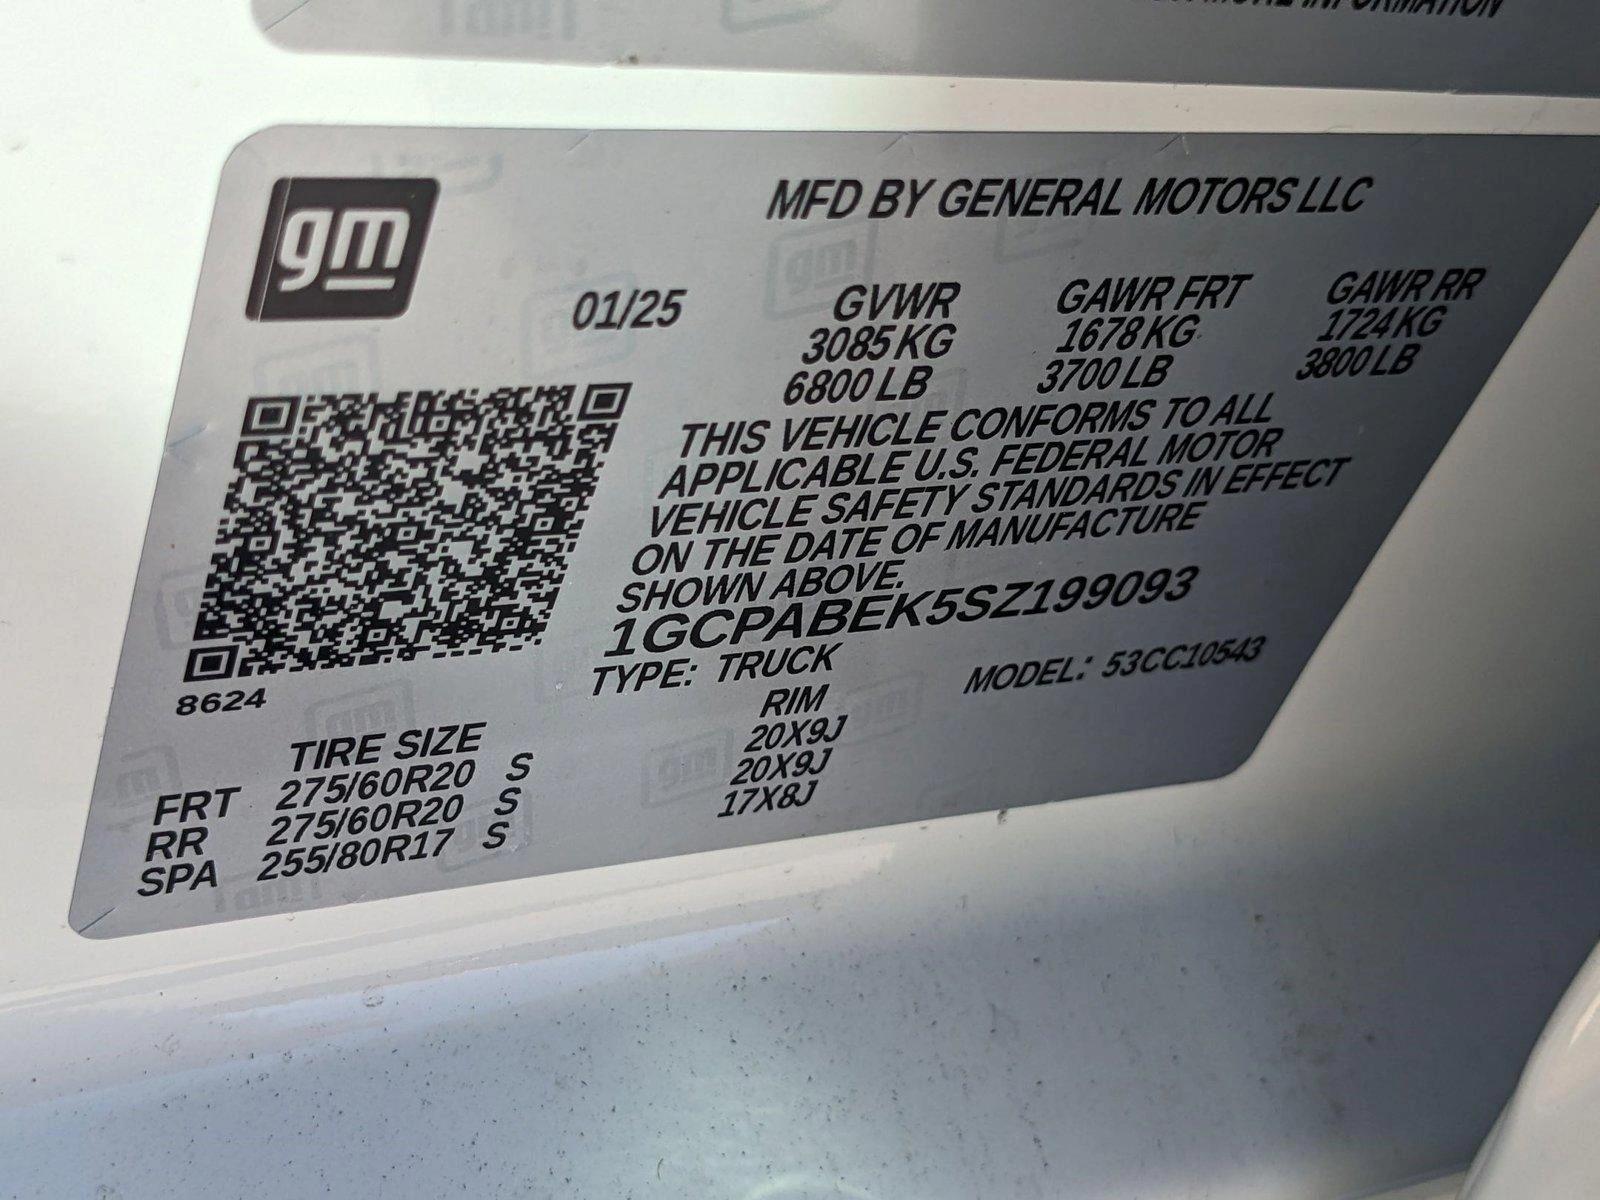 MORE INFORMATION
gm
MFD BY GENERAL MOTORS LLC
01/25 GVWR GAWR FRT GAWR RR
3085 KG 1678 KG 1724 KG
6800 LB 3700 LB 3800 LB
THIS VEHICLE CONFORMS TO ALL
APPLICABLE U.S. FEDERAL MOTOR
VEHICLE SAFETY STANDARDS IN EFFECT
ON THE DATE OF MANUFACTURE
SHOWN ABOVE.
1GCPABEK5SZ199093
TYPE: TRUCK MODEL: 53CC10543
8624
TIRE SIZE RIM
FRT 275/60R20 S 20X9J
RR 275/60R20 S 20X9J
SPA 255/80R17 S 17X8J